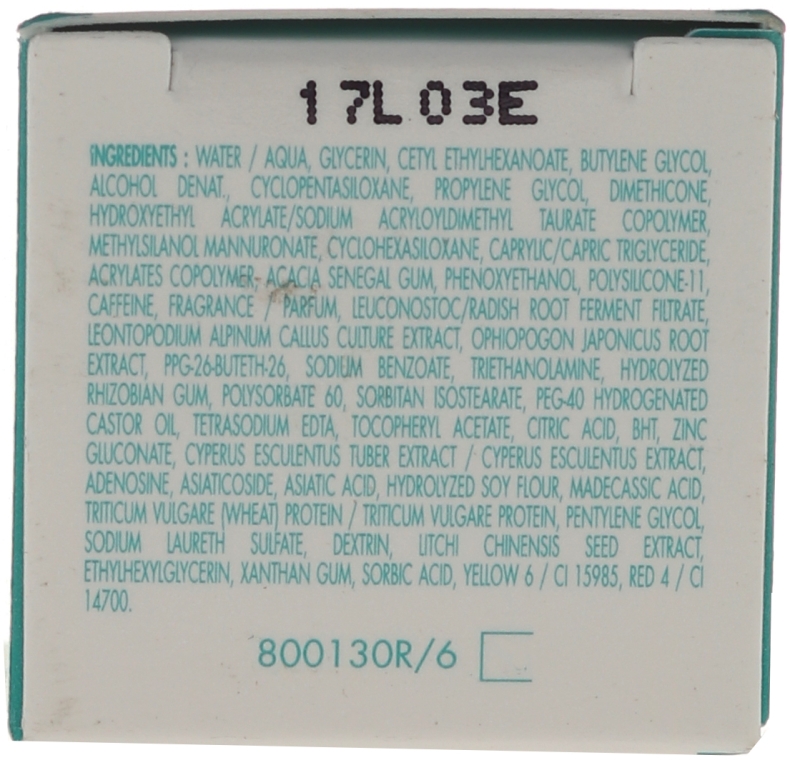 17L03E
INGREDIENTS : WATER / AQUA, GLYCERIN, CETYL ETHYLHEXANOATE, BUTYLENE GLYCOL,
ALCOHOL DENAT., CYCLOPENTASILOXANE, PROPYLENE GLYCOL, DIMETHICONE,
HYDROXYETHYL ACRYLATE/SODIUM ACRYLOYLDIMETHYL TAURATE COPOLYMER,
METHYLSILANOL MANNURONATE, CYCLOHEXASILOXANE, CAPRYLIC/CAPRIC TRIGLYCERIDE,
ACRYLATES COPOLYMER, ACACIA SENEGAL GUM, PHENOXYETHANOL, POLYSILICONE-11,
CAFFEINE, FRAGRANCE / PARFUM, LEUCONOSTOC/RADISH ROOT FERMENT FILTRATE,
LEONTOPODIUM ALPINUM CALLUS CULTURE EXTRACT, OPHIOPOGON JAPONICUS ROOT
EXTRACT, PPG-26-BUTETH-26, SODIUM BENZOATE, TRIETHANOLAMINE, HYDROLYZED
RHIZOBIAN GUM, POLYSORBATE 60, SORBITAN ISOSTEARATE, PEG-40 HYDROGENATED
CASTOR OIL, TETRASODIUM EDTA, TOCOPHERYL ACETATE, CITRIC ACID, BHT, ZINC
GLUCONATE, CYPERUS ESCULENTUS TUBER EXTRACT / CYPERUS ESCULENTUS EXTRACT,
ADENOSINE, ASIATICOSIDE, ASIATIC ACID, HYDROLYZED SOY FLOUR, MADECASSIC ACID,
TRITICUM VULGARE (WHEAT) PROTEIN / TRITICUM VULGARE PROTEIN, PENTYLENE GLYCOL,
SODIUM LAURETH SULFATE, DEXTRIN, LITCHI CHINENSIS SEED EXTRACT,
ETHYLHEXYLGLYCERIN, XANTHAN GUM, SORBIC ACID, YELLOW 6 / CI 15985, RED 4 / CI
14700.
800130R/6